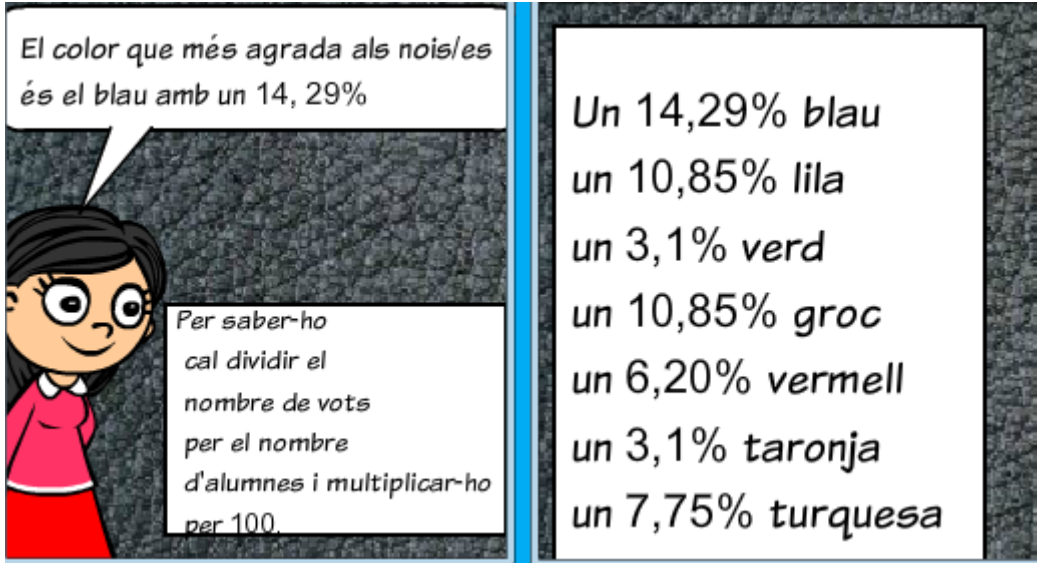 El color que més agrada als nois/es
és el blau amb un 14, 29%
Per saber-ho
cal dividir el
nombre de vots
per el nombre
d'alumnes i multiplicar-ho
per 100.
Un 14,29% blau
un 10,85% lila
un 3,1% verd
un 10,85% groc
un 6,20% vermell
un 3,1% taronja
un 7,75% turquesa